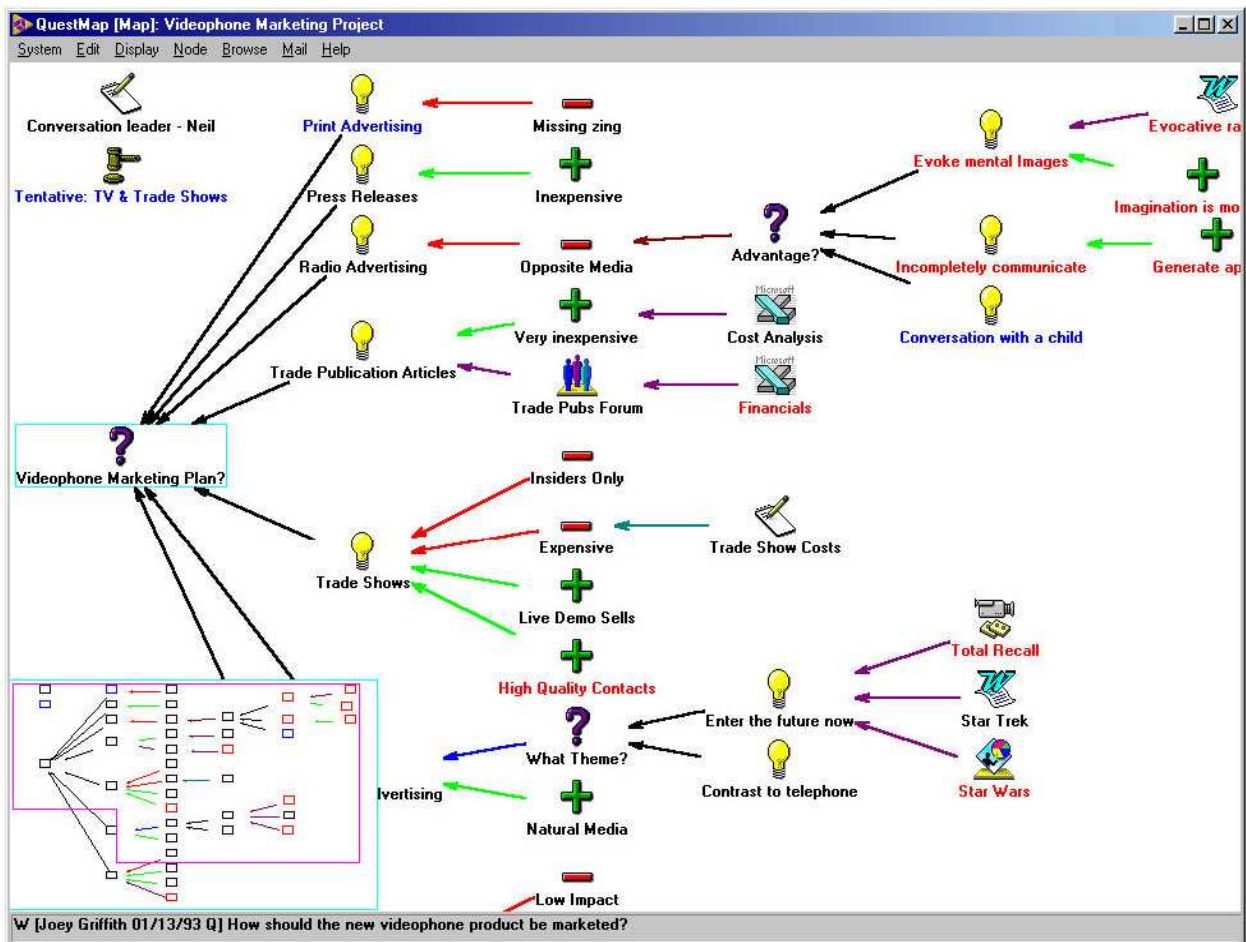 QuestMap [Map]: Videophone Marketing Project
System Edit Display Node Browse Mail Help
Conversation leader - Neil
Print Advertising
Missing zing
Evocative ra
Evoke mental Images
Tentative: TV & Trade Shows
Press Releases
Inexpensive
Imagination is mo
Radio Advertising
Opposite Media
Advantage?
Incompletely communicate
Generate ap
Microsoft
Very inexpensive
Cost Analysis
Conversation with a child
Trade Publication Articles
Microsoft
Trade Pubs Forum
Financials
Videophone Marketing Plan?
Insiders Only
Expensive
Trade Show Costs
Trade Shows
Live Demo Sells
Total Recall
High Quality Contacts
Enter the future now
Star Trek
What Theme?
vertising
Contrast to telephone
Star Wars
Natural Media
Low Impact
W [Joey Griffith 01/13/93 Q] How should the new videophone product be marketed?